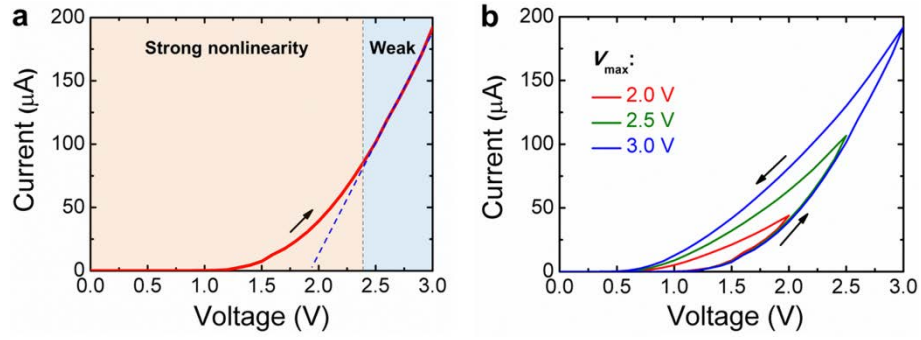 a
Strong nonlinearity
Weak
Current (μA)
200
150
100
50
0
0.0 0.5 1.0 1.5 2.0 2.5 3.0
Voltage (V)
b
V_max:
2.0 V
2.5 V
3.0 V
Current (μA)
200
150
100
50
0
0.0 0.5 1.0 1.5 2.0 2.5 3.0
Voltage (V)